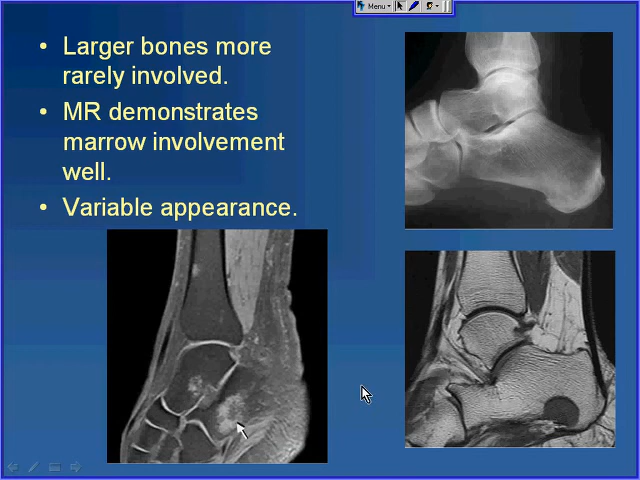 Menu
• Larger bones more
rarely involved.
• MR demonstrates
marrow involvement
well.
• Variable appearance.